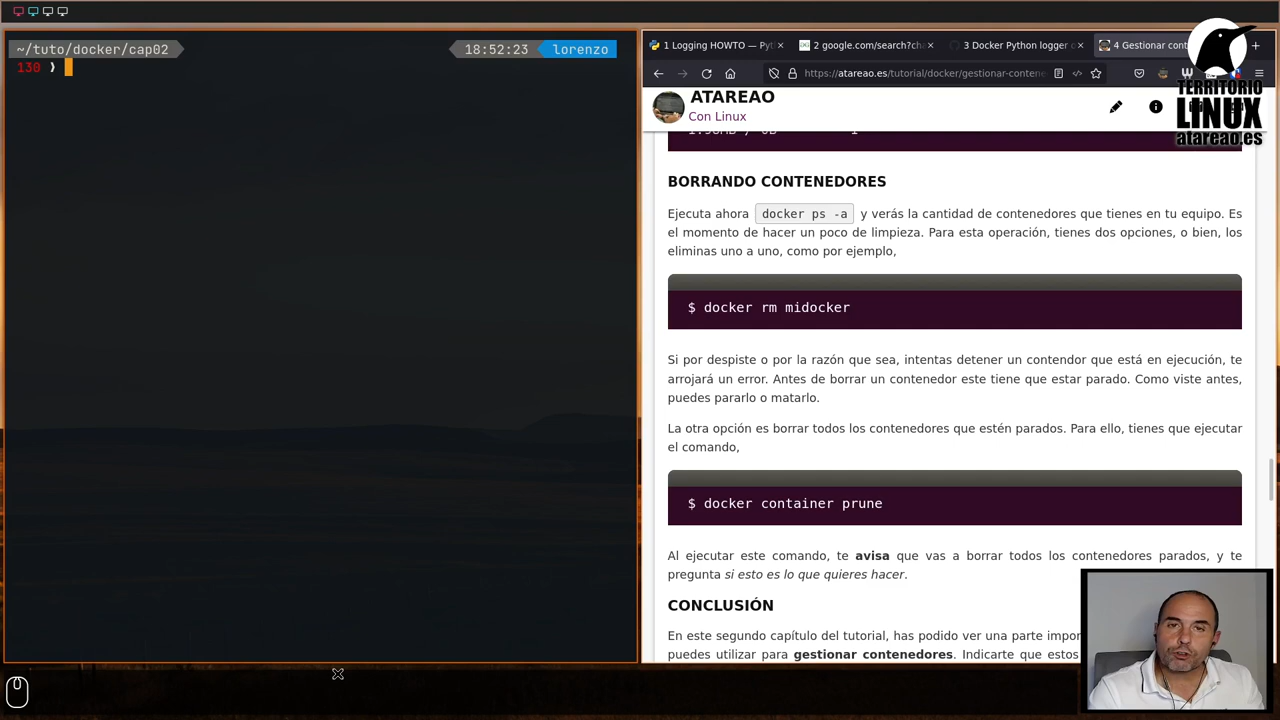 ~/tuto/docker/cap02
18:52:23
lorenzo
130 ❯
1 Logging HOWTO — Pyt
2 google.com/search?cha
3 Docker Python logger o
4 Gestionar cont
https://atareao.es/tutorial/docker/gestionar-contene
ATAREAO
Con Linux
TERRITORIO
LINUX
atareao.es
BORRANDO CONTENEDORES
Ejecuta ahora docker ps -a y verás la cantidad de contenedores que tienes en tu equipo. Es
el momento de hacer un poco de limpieza. Para esta operación, tienes dos opciones, o bien, los
eliminas uno a uno, como por ejemplo,
$ docker rm midocker
Si por despiste o por la razón que sea, intentas detener un contendor que está en ejecución, te
arrojará un error. Antes de borrar un contenedor este tiene que estar parado. Como viste antes,
puedes pararlo o matarlo.
La otra opción es borrar todos los contenedores que estén parados. Para ello, tienes que ejecutar
el comando,
$ docker container prune
Al ejecutar este comando, te avisa que vas a borrar todos los contenedores parados, y te
pregunta si esto es lo que quieres hacer.
CONCLUSIÓN
En este segundo capítulo del tutorial, has podido ver una parte impor
puedes utilizar para gestionar contenedores. Indicarte que estos